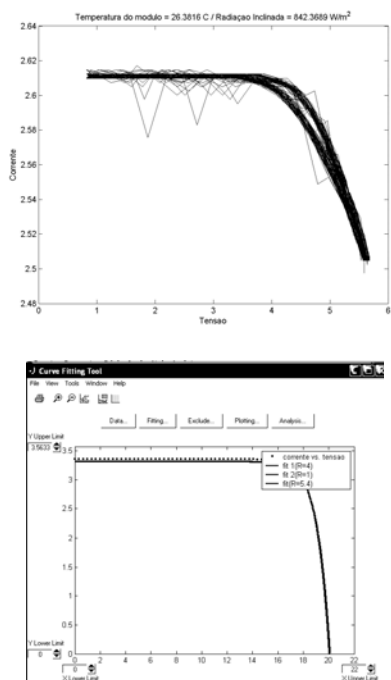 Temperatura do modulo = 26.3816 C / Radiaçao Inclinada = 842.3689 W/m²
2.64
2.62
2.6
2.58
2.56
2.54
2.52
2.5
2.48
Corrente
0 1 2 3 4 5 6
Tensao
Curve Fitting Tool
File View Tools Window Help
Data... Fitting... Exclude... Plotting... Analysis...
Y Upper Limit
3.5633
corrente vs. tensao
fit 1(R=4)
fit 2(R=1)
fit(R=5.4)
3.5
3
2.5
2
1.5
1
0.5
0
Y Lower Limit
0
0 2 4 6 8 10 12 14 16 18 20 22
0
22
X Lower Limit
X Upper Limit